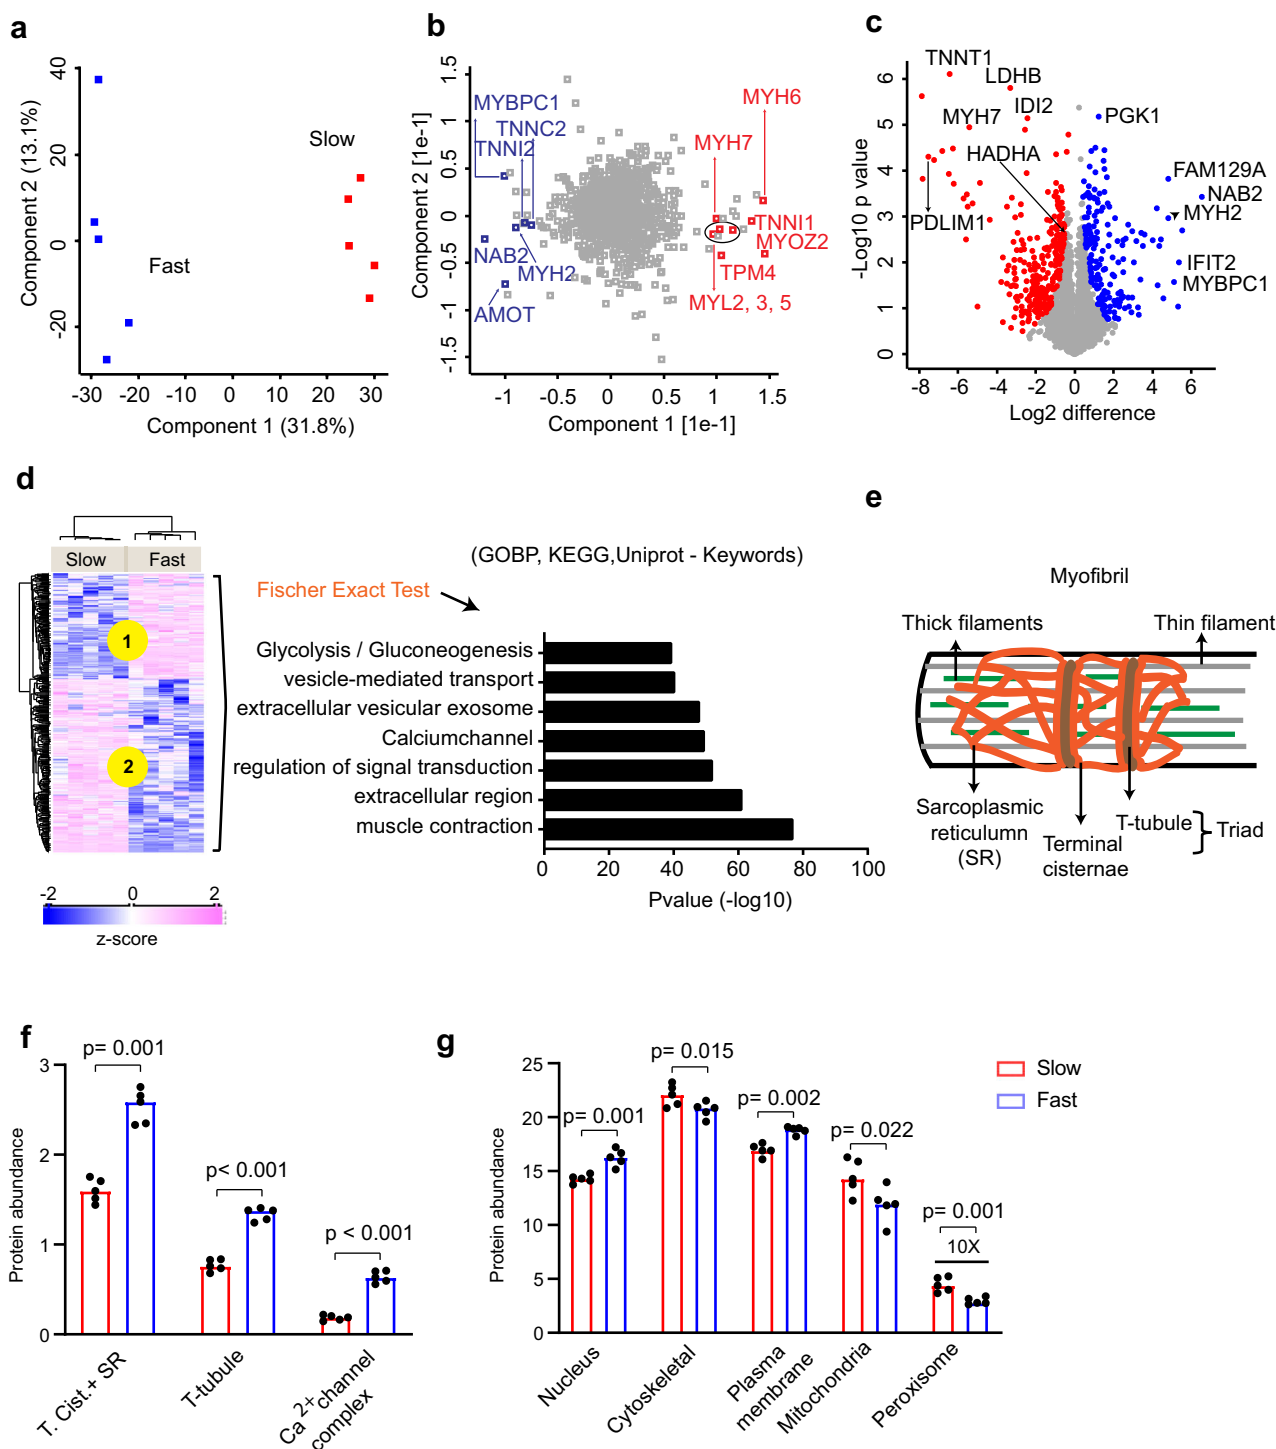 a
40
20
0
-20
Component 2 (13.1%)
Slow
Fast
-30
-20
-10
0
10
20
30
Component 1 (31.8%)
b
1.5
1
0.5
0
-0.5
-1
-1.5
Component 2 [1e-1]
MYBPC1
TNNC2
TNNI2
NAB2
MYH2
AMOT
MYH6
MYH7
TNNI1
MYOZ2
TPM4
MYL2, 3, 5
-1
-0.5
0
0.5
1
1.5
Component 1 [1e-1]
c
6
5
4
3
2
1
0
-Log10 p value
TNNT1
LDHB
IDI2
MYH7
HADHA
PDLIM1
PGK1
FAM129A
NAB2
MYH2
IFIT2
MYBPC1
-8
-6
-4
-2
0
2
4
6
Log2 difference
d
Slow
Fast
1
2
-2
0
2
z-score
(GOBP, KEGG,Uniprot - Keywords)
Fischer Exact Test
Glycolysis / Gluconeogenesis
vesicle-mediated transport
extracellular vesicular exosome
Calciumchannel
regulation of signal transduction
extracellular region
muscle contraction
0
20
40
60
80
100
Pvalue (-log10)
e
Myofibril
Thick filaments
Thin filament
Sarcoplasmic
reticulumn
(SR)
Terminal
cisternae
T-tubule
Triad
f
3
2
1
0
Protein abundance
p= 0.001
p< 0.001
p < 0.001
T. Cist.+ SR
T-tubule
Ca2+ channel
complex
g
25
20
15
10
5
0
Protein abundance
p= 0.001
p= 0.015
p= 0.002
p= 0.022
p= 0.001
10X
Slow
Fast
Nucleus
Cytoskeletal
Plasma
membrane
Mitochondria
Peroxisome